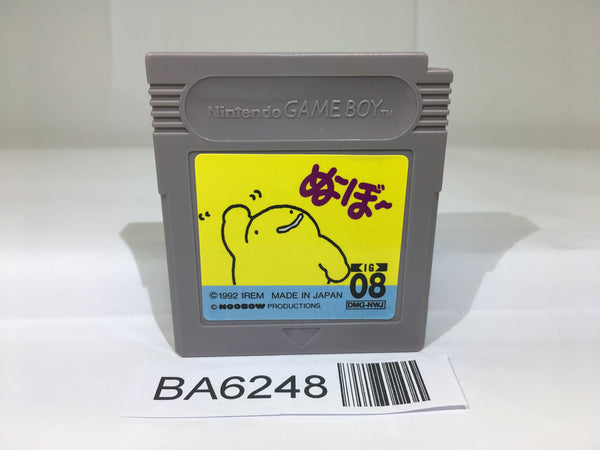 Nintendo GAME BOY™
ぬ〜ぼ〜
IG
08
©1992 IREM MADE IN JAPAN
DMG-NWJ
© NOOBOW PRODUCTIONS.
BA6248